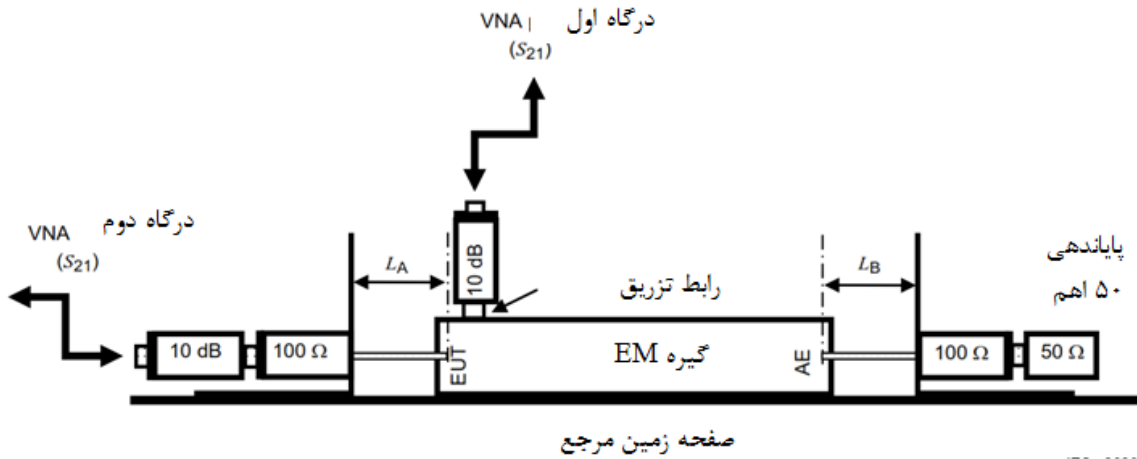 VNA درگاه اول
(S21)
VNA درگاه دوم
(S21)
LA
10 dB
رابط تزریق
LB
پایاندهی
۵۰ اهم
10 dB
100 Ω
EUT
گیره EM
AE
100 Ω
50 Ω
صفحه زمین مرجع